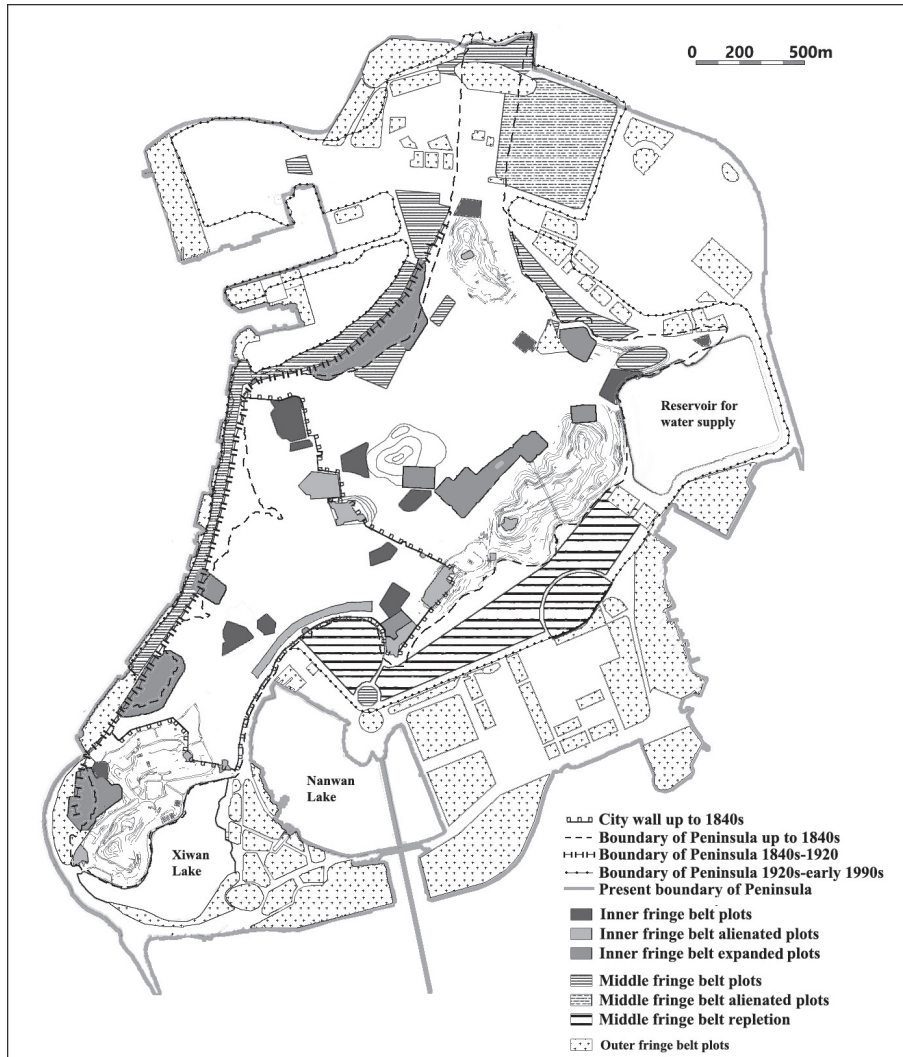 0 200 500m
Reservoir for
water supply
Nanwan
Lake
Xiwan
Lake
City wall up to 1840s
Boundary of Peninsula up to 1840s
Boundary of Peninsula 1840s-1920
Boundary of Peninsula 1920s-early 1990s
Present boundary of Peninsula
Inner fringe belt plots
Inner fringe belt alienated plots
Inner fringe belt expanded plots
Middle fringe belt plots
Middle fringe belt alienated plots
Middle fringe belt repletion
Outer fringe belt plots